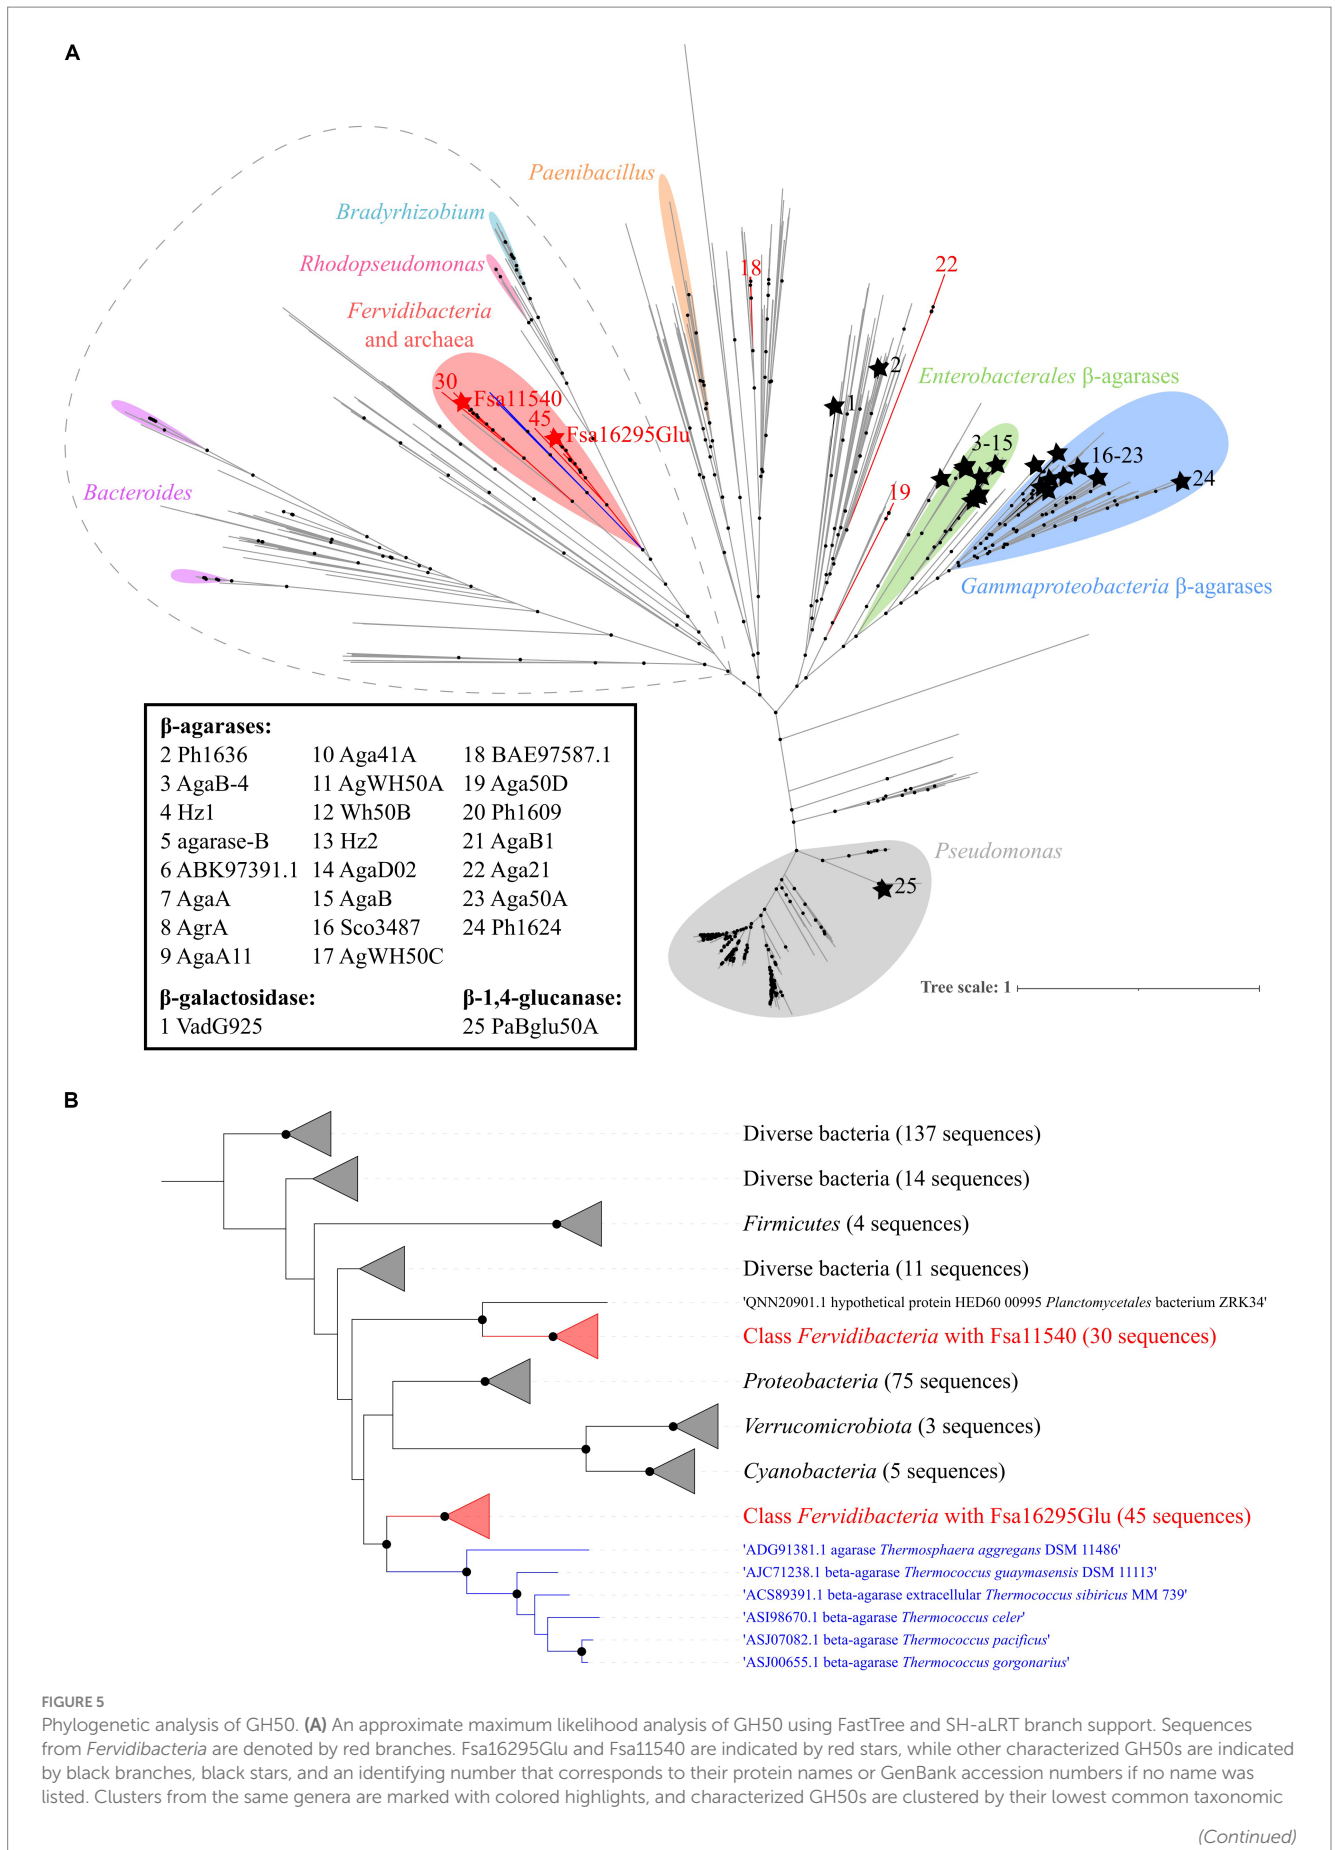 A
Paenibacillus
Bradyrhizobium
Rhodopseudomonas
18
22
Fervidibacteria
and archaea
30
Fsa11540
45
Fsa16295Glu
2
1
Enterobacterales β-agarases
3-15
16-23
24
19
Bacteroides
Gammaproteobacteria β-agarases
β-agarases:
2 Ph1636 10 Aga41A 18 BAE97587.1
3 AgaB-4 11 AgWH50A 19 Aga50D
4 Hz1 12 Wh50B 20 Ph1609
5 agarase-B 13 Hz2 21 AgaB1
6 ABK97391.1 14 AgaD02 22 Aga21
7 AgaA 15 AgaB 23 Aga50A
8 AgrA 16 Sco3487 24 Ph1624
9 AgaA11 17 AgWH50C
β-galactosidase: β-1,4-glucanase:
1 VadG925 25 PaBglu50A
Pseudomonas
25
Tree scale: 1
B
Diverse bacteria (137 sequences)
Diverse bacteria (14 sequences)
Firmicutes (4 sequences)
Diverse bacteria (11 sequences)
'QNN20901.1 hypothetical protein HED60 00995 Planctomycetales bacterium ZRK34'
Class Fervidibacteria with Fsa11540 (30 sequences)
Proteobacteria (75 sequences)
Verrucomicrobiota (3 sequences)
Cyanobacteria (5 sequences)
Class Fervidibacteria with Fsa16295Glu (45 sequences)
'ADG91381.1 agarase Thermosphaera aggregans DSM 11486'
'AJC71238.1 beta-agarase Thermococcus guaymasensis DSM 11113'
'ACS89391.1 beta-agarase extracellular Thermococcus sibiricus MM 739'
'ASI98670.1 beta-agarase Thermococcus celer'
'ASJ07082.1 beta-agarase Thermococcus pacificus'
'ASJ00655.1 beta-agarase Thermococcus gorgonarius'
FIGURE 5
Phylogenetic analysis of GH50. (A) An approximate maximum likelihood analysis of GH50 using FastTree and SH-aLRT branch support. Sequences
from Fervidibacteria are denoted by red branches. Fsa16295Glu and Fsa11540 are indicated by red stars, while other characterized GH50s are indicated
by black branches, black stars, and an identifying number that corresponds to their protein names or GenBank accession numbers if no name was
listed. Clusters from the same genera are marked with colored highlights, and characterized GH50s are clustered by their lowest common taxonomic
(Continued)